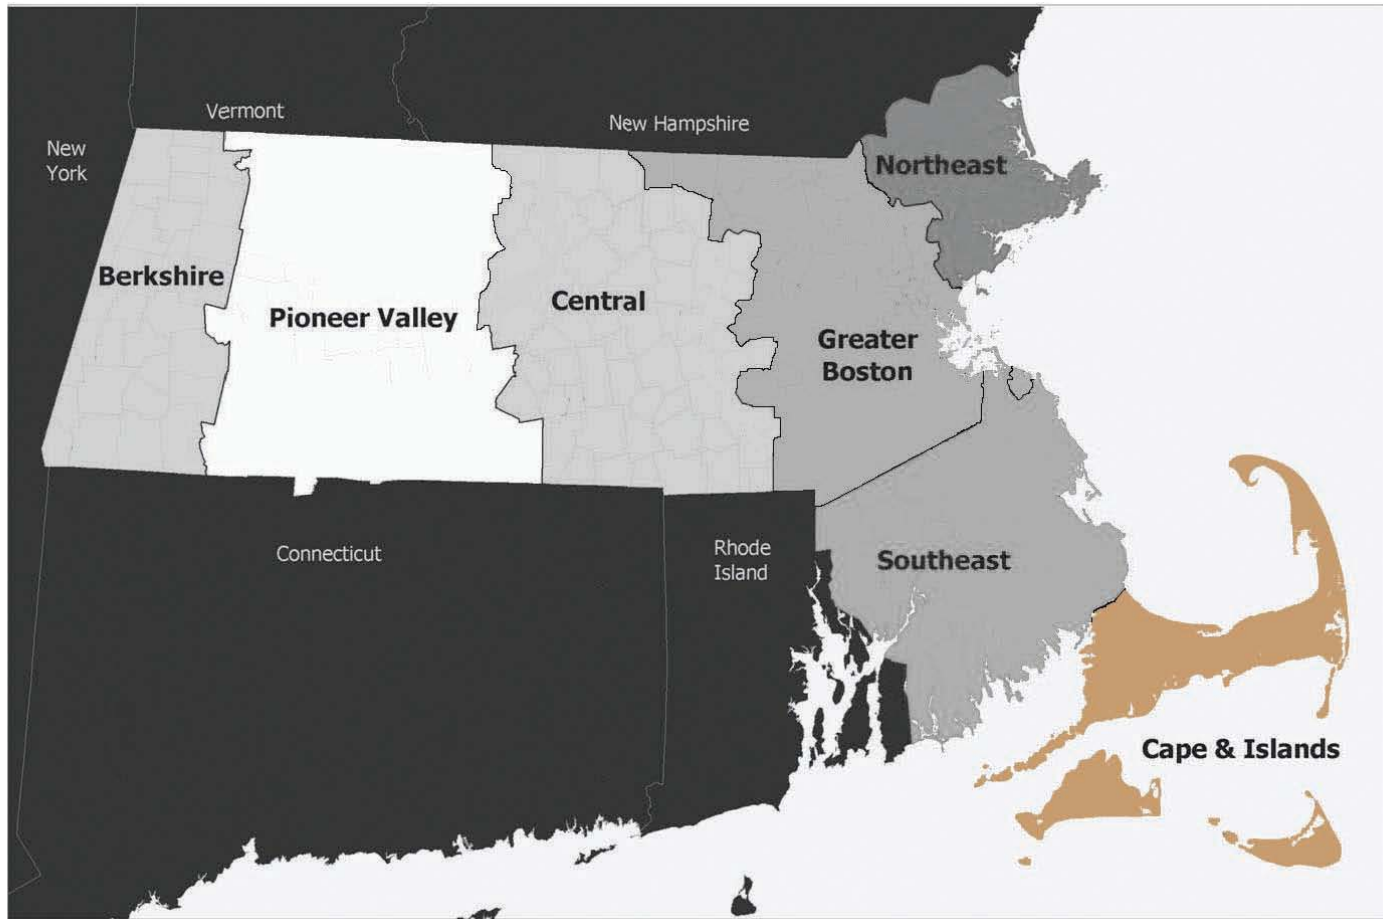 Vermont
New Hampshire
New
York
Northeast
Berkshire
Pioneer Valley
Central
Greater
Boston
Connecticut
Rhode
Island
Southeast
Cape & Islands